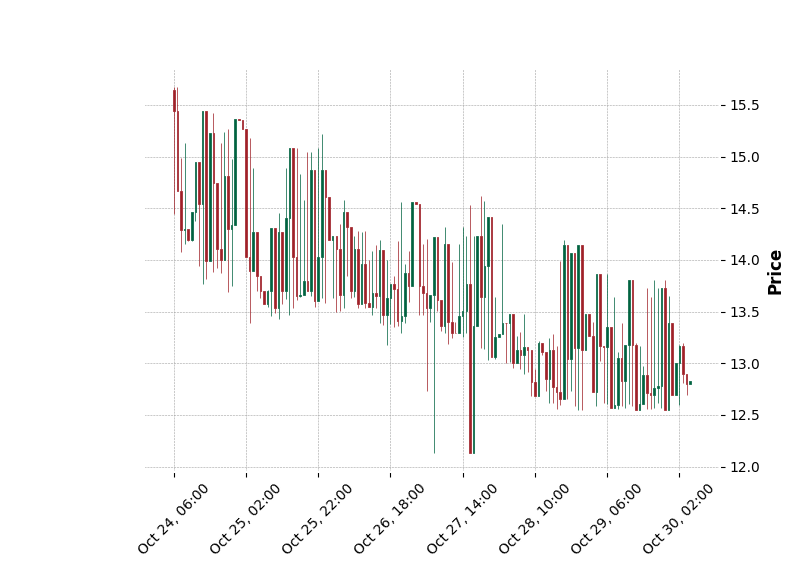 15.5
15.0
14.5
14.0
13.5
13.0
12.5
12.0
Price
Oct 24, 06:00
Oct 25, 02:00
Oct 25, 22:00
Oct 26, 18:00
Oct 27, 14:00
Oct 28, 10:00
Oct 29, 06:00
Oct 30, 02:00